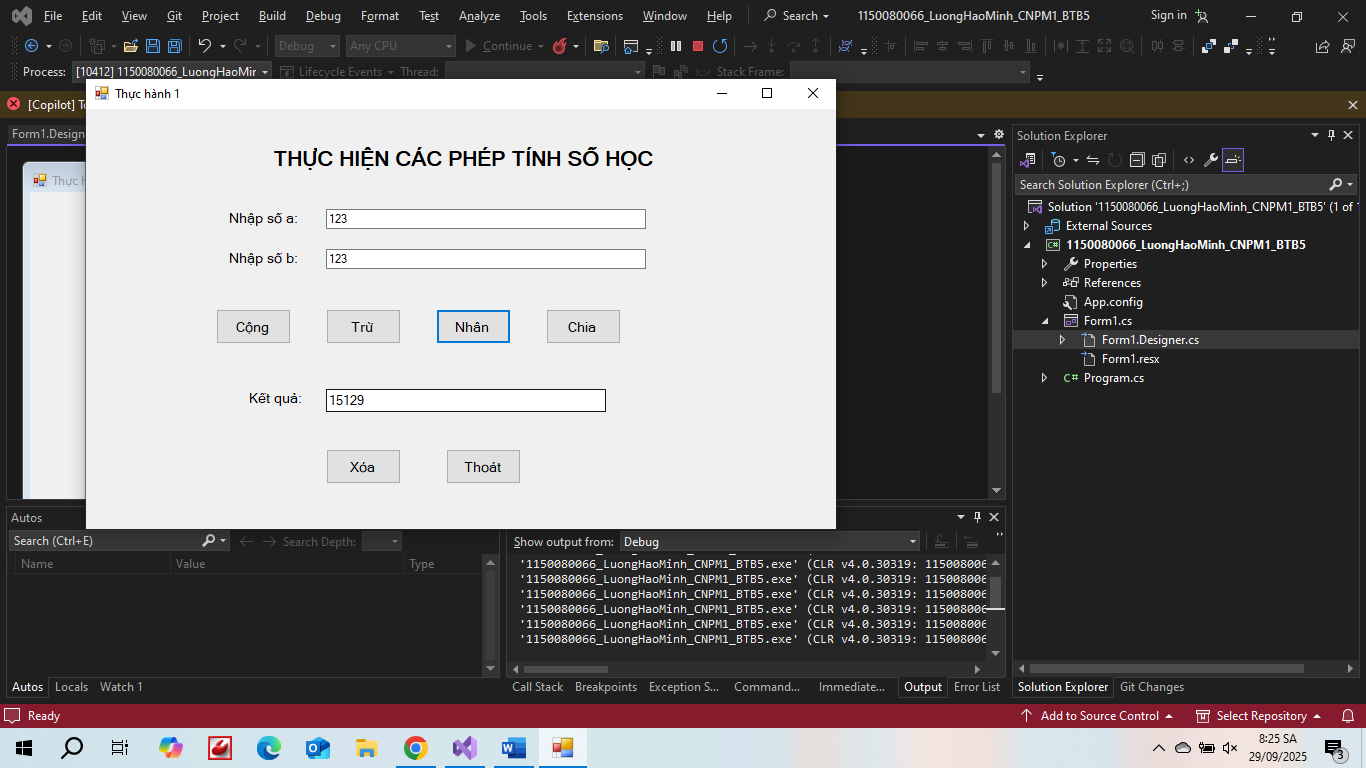 File Edit View Git Project Build Debug Format Test Analyze Tools Extensions Window Help Search 1150080066_LuongHaoMinh_CNPM1_BTB5 Sign in
Debug Any CPU Continue
Process: [10412] 1150080066_LuongHaoMir Lifecycle Events Thread: Stack Frame:
[Copilot]
Form1.Design
Thực hành 1
THỰC HIỆN CÁC PHÉP TÍNH SỐ HỌC
Nhập số a: 123
Nhập số b: 123
Cộng Trừ Nhân Chia
Kết quả: 15129
Xóa Thoát
Thực
Solution Explorer
Search Solution Explorer (Ctrl+;)
Solution '1150080066_LuongHaoMinh_CNPM1_BTB5' (1 of 1
External Sources
1150080066_LuongHaoMinh_CNPM1_BTB5
Properties
References
App.config
Form1.cs
Form1.Designer.cs
Form1.resx
C# Program.cs
Autos
Search (Ctrl+E) Search Depth:
Name Value Type
Autos Locals Watch 1
Show output from: Debug
'1150080066_LuongHaoMinh_CNPM1_BTB5.exe' (CLR v4.0.30319: 11500806
'1150080066_LuongHaoMinh_CNPM1_BTB5.exe' (CLR v4.0.30319: 115008006
'1150080066_LuongHaoMinh_CNPM1_BTB5.exe' (CLR v4.0.30319: 115008006
'1150080066_LuongHaoMinh_CNPM1_BTB5.exe' (CLR v4.0.30319: 115008006
'1150080066_LuongHaoMinh_CNPM1_BTB5.exe' (CLR v4.0.30319: 115008006
'1150080066_LuongHaoMinh_CNPM1_BTB5.exe' (CLR v4.0.30319: 115008006
Call Stack Breakpoints Exception S... Command... Immediate... Output Error List
Solution Explorer Git Changes
Ready Add to Source Control Select Repository
8:25 SA
29/09/2025
3